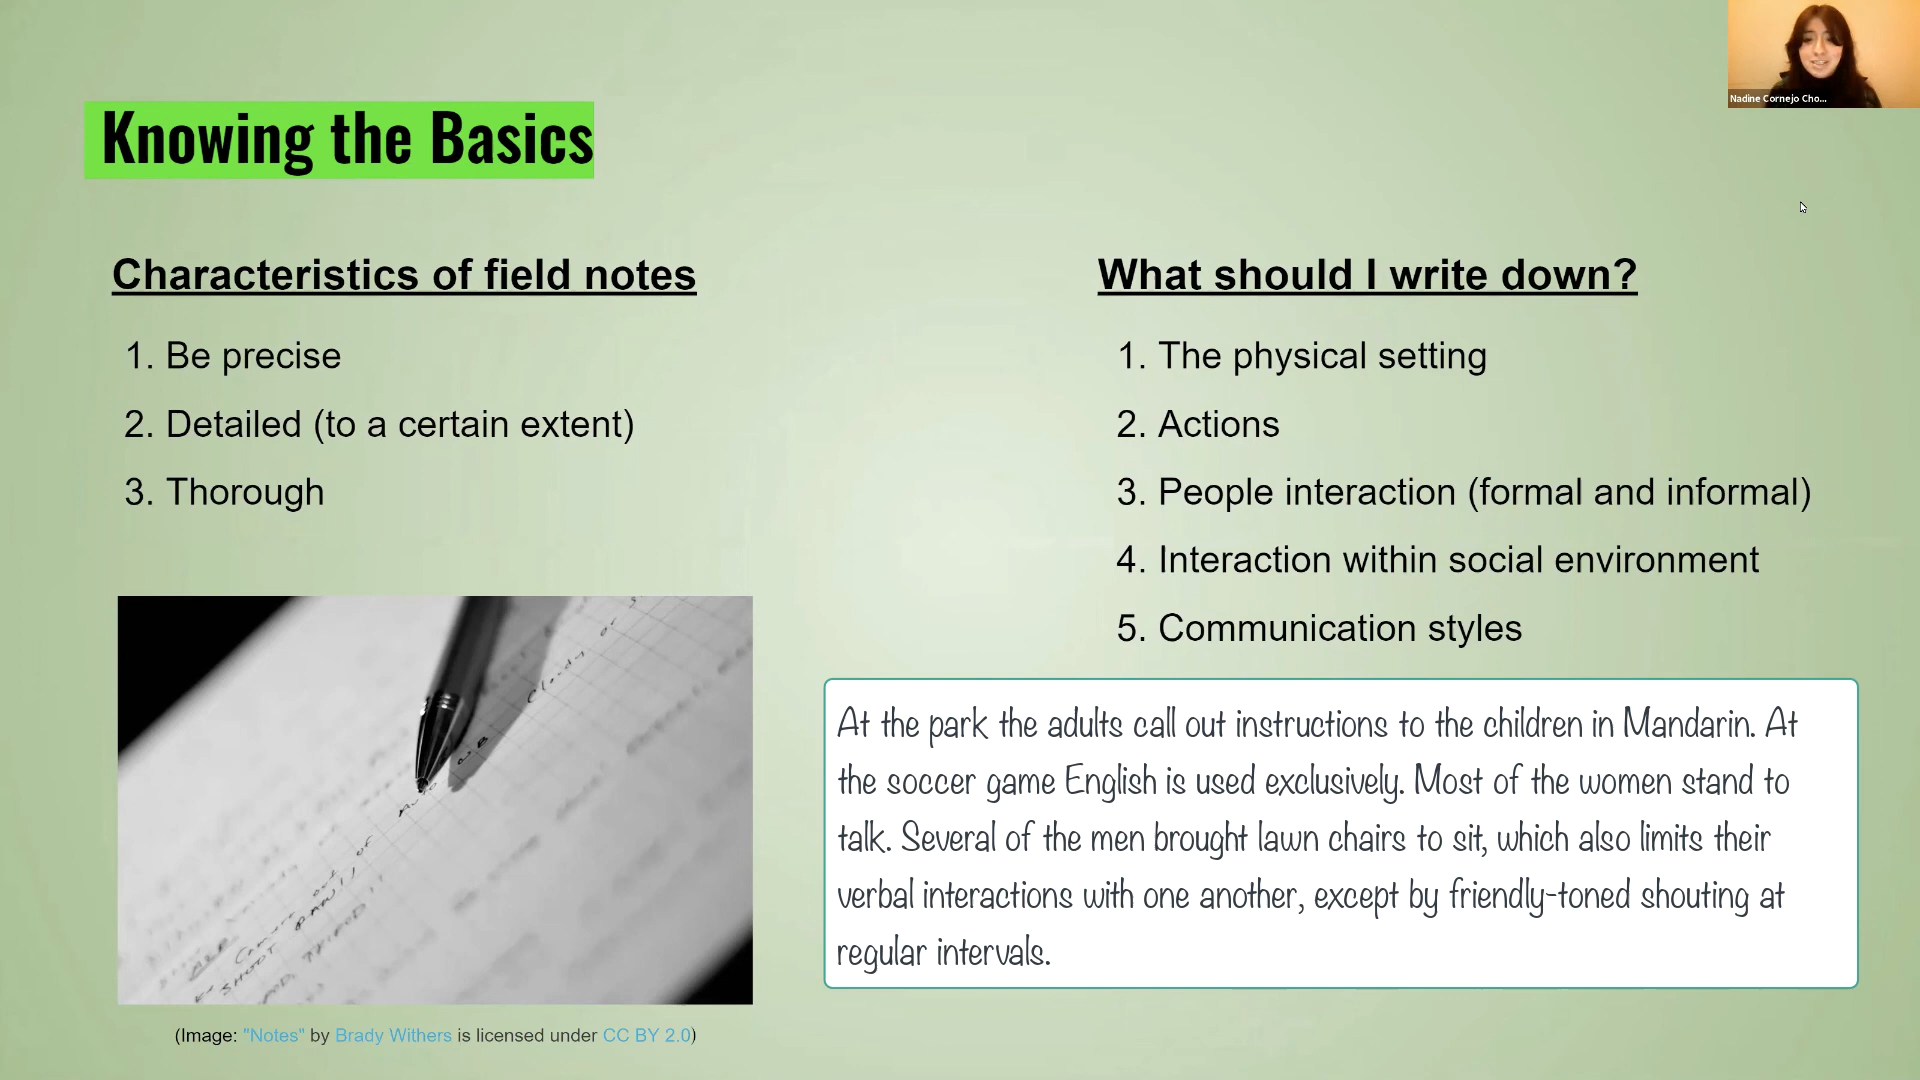 Nadine Cornejo Cho...
Knowing the Basics
Characteristics of field notes
1. Be precise
2. Detailed (to a certain extent)
3. Thorough
What should I write down?
1. The physical setting
2. Actions
3. People interaction (formal and informal)
4. Interaction within social environment
5. Communication styles
At the park the adults call out instructions to the children in Mandarin. At
the soccer game English is used exclusively. Most of the women stand to
talk. Several of the men brought lawn chairs to sit, which also limits their
verbal interactions with one another, except by friendly-toned shouting at
regular intervals.
Cloudy
SHOOT
(Image: "Notes" by Brady Withers is licensed under CC BY 2.0)